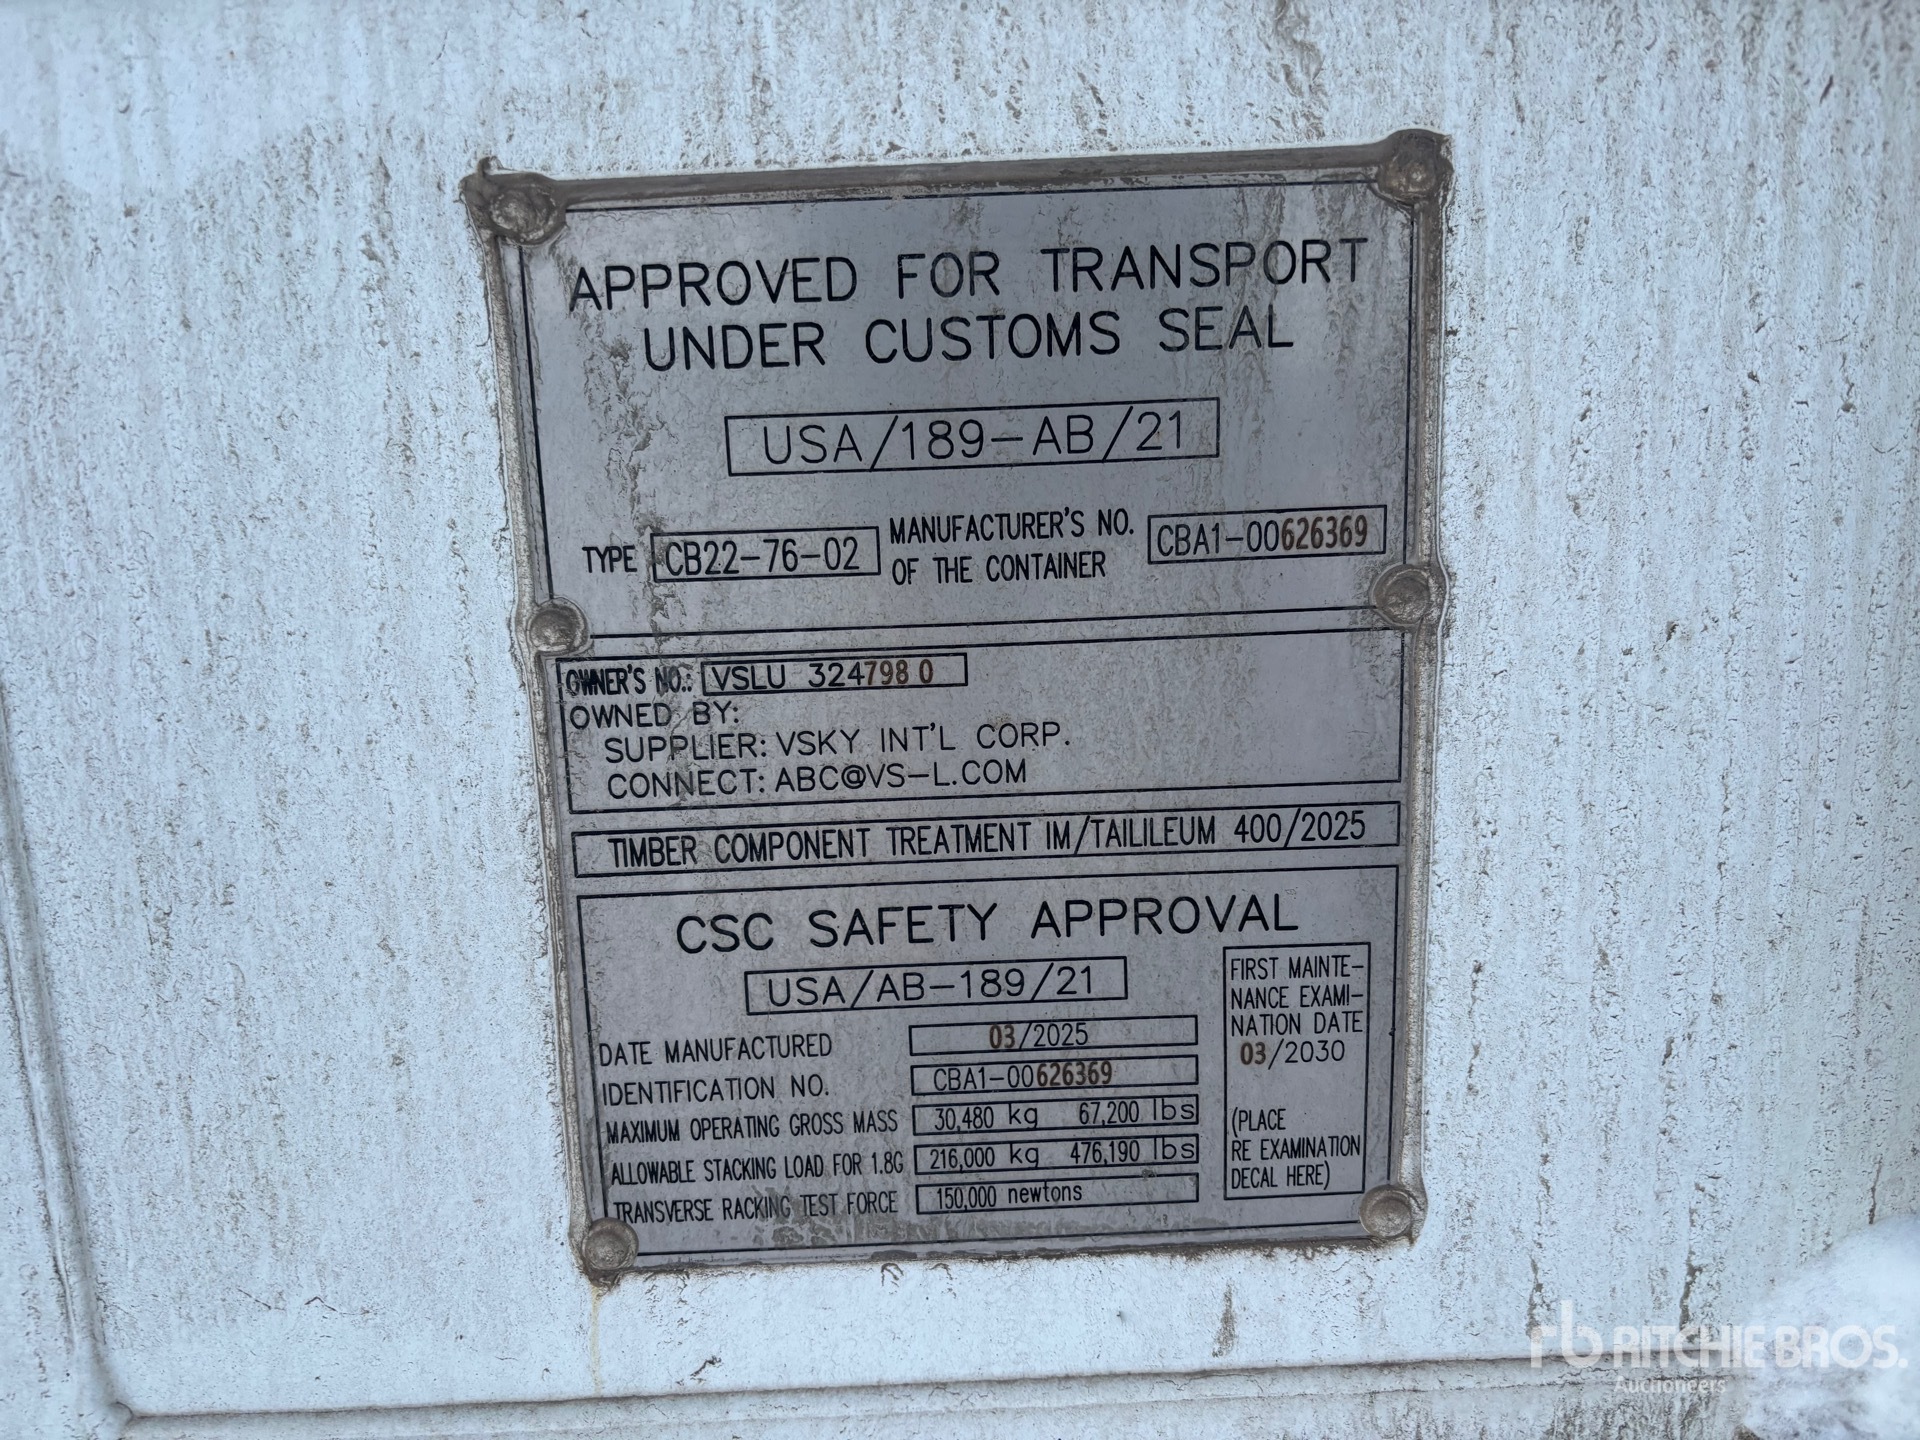 APPROVED FOR TRANSPORT
UNDER CUSTOMS SEAL
USA/189-AB/21
TYPE CB22-76-02 MANUFACTURER'S NO. OF THE CONTAINER CBA1-00626369
OWNER'S NO.: VSLU 324798 0
OWNED BY:
SUPPLIER: VSKY INT'L CORP.
CONNECT: ABC@VS-L.COM
TIMBER COMPONENT TREATMENT IM/TAILILEUM 400/2025
CSC SAFETY APPROVAL
USA/AB-189/21
DATE MANUFACTURED 03/2025
IDENTIFICATION NO. CBA1-00626369
MAXIMUM OPERATING GROSS MASS 30,480 kg 67,200 lbs
ALLOWABLE STACKING LOAD FOR 1.8G 216,000 kg 476,190 lbs
TRANSVERSE RACKING TEST FORCE 150,000 newtons
FIRST MAINTE-
NANCE EXAMI-
NATION DATE
03/2030
(PLACE
RE EXAMINATION
DECAL HERE)
rb RITCHIE BROS.
Auctioneers